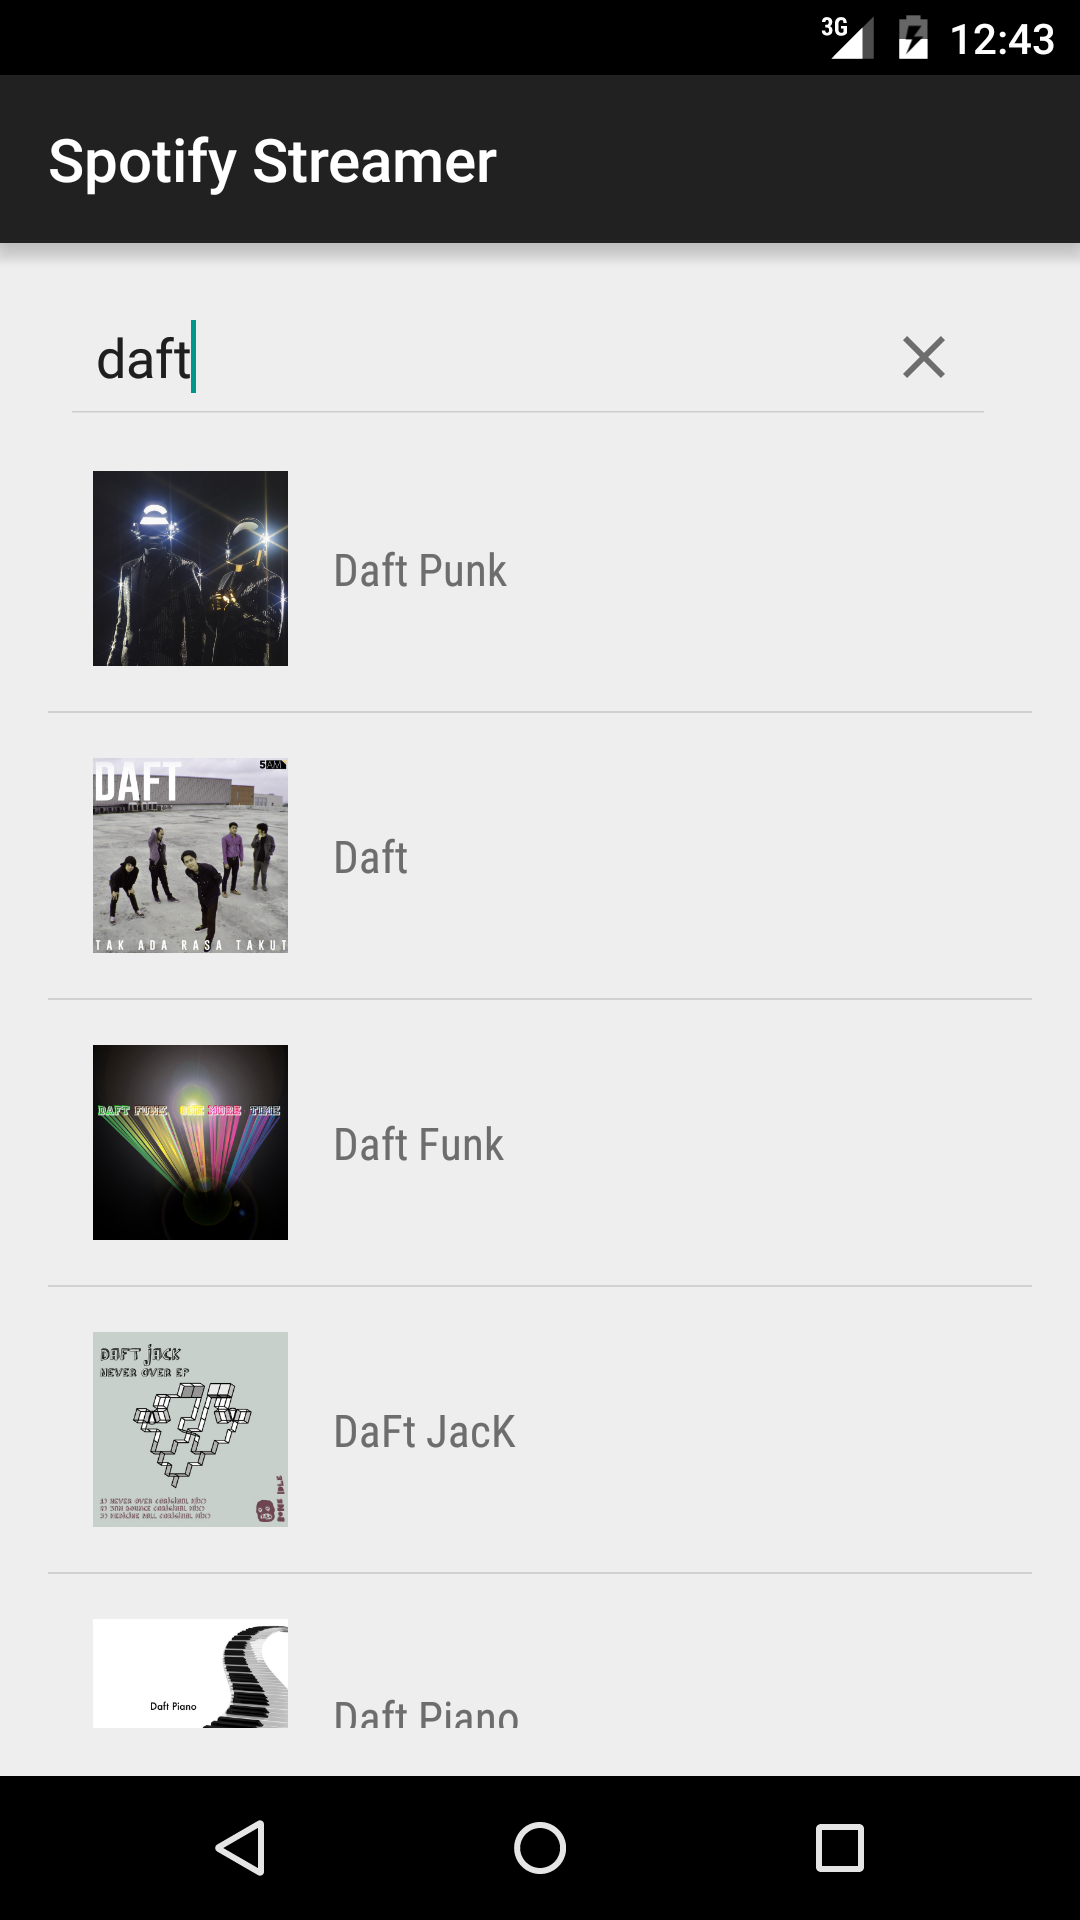 3G 12:43
Spotify Streamer
daft
Daft Punk
DAFT
5AM
TAK ADA RASA TAKUT
Daft
DAFT FUNK ONE MORE TIME
Daft Funk
DAFT JACK
NEVER OVER EP
DaFt JacK
Daft Piano
Daft Piano